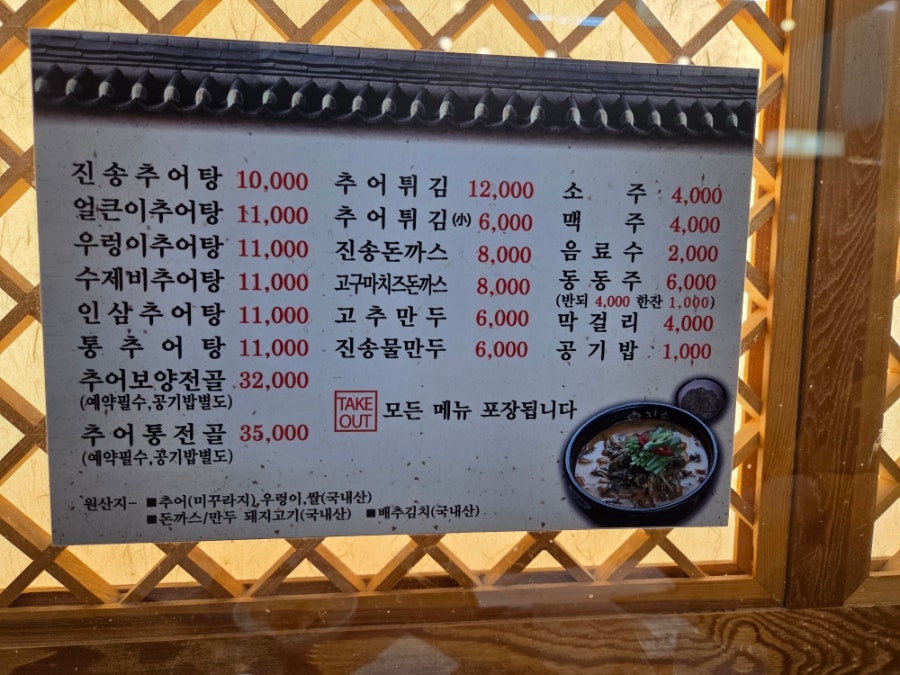 진송추어탕 10,000
얼큰이추어탕 11,000
우렁이추어탕 11,000
수제비추어탕 11,000
인삼추어탕 11,000
통추어탕 11,000
추어보양전골 32,000
(예약필수,공기밥별도)
추어통전골 35,000
(예약필수,공기밥별도)
추어튀김 12,000
추어튀김(小) 6,000
진송돈까스 8,000
고구마치즈돈까스 8,000
고추만두 6,000
진송물만두 6,000
소주 4,000
맥주 4,000
음료수 2,000
동동주 6,000
(반되 4,000 한잔 1,000)
막걸리 4,000
공기밥 1,000
TAKE
OUT
모든 메뉴 포장됩니다
원산지- ■추어(미꾸라지),우렁이,쌀(국내산)
■돈까스/만두 돼지고기(국내산) ■배추김치(국내산)